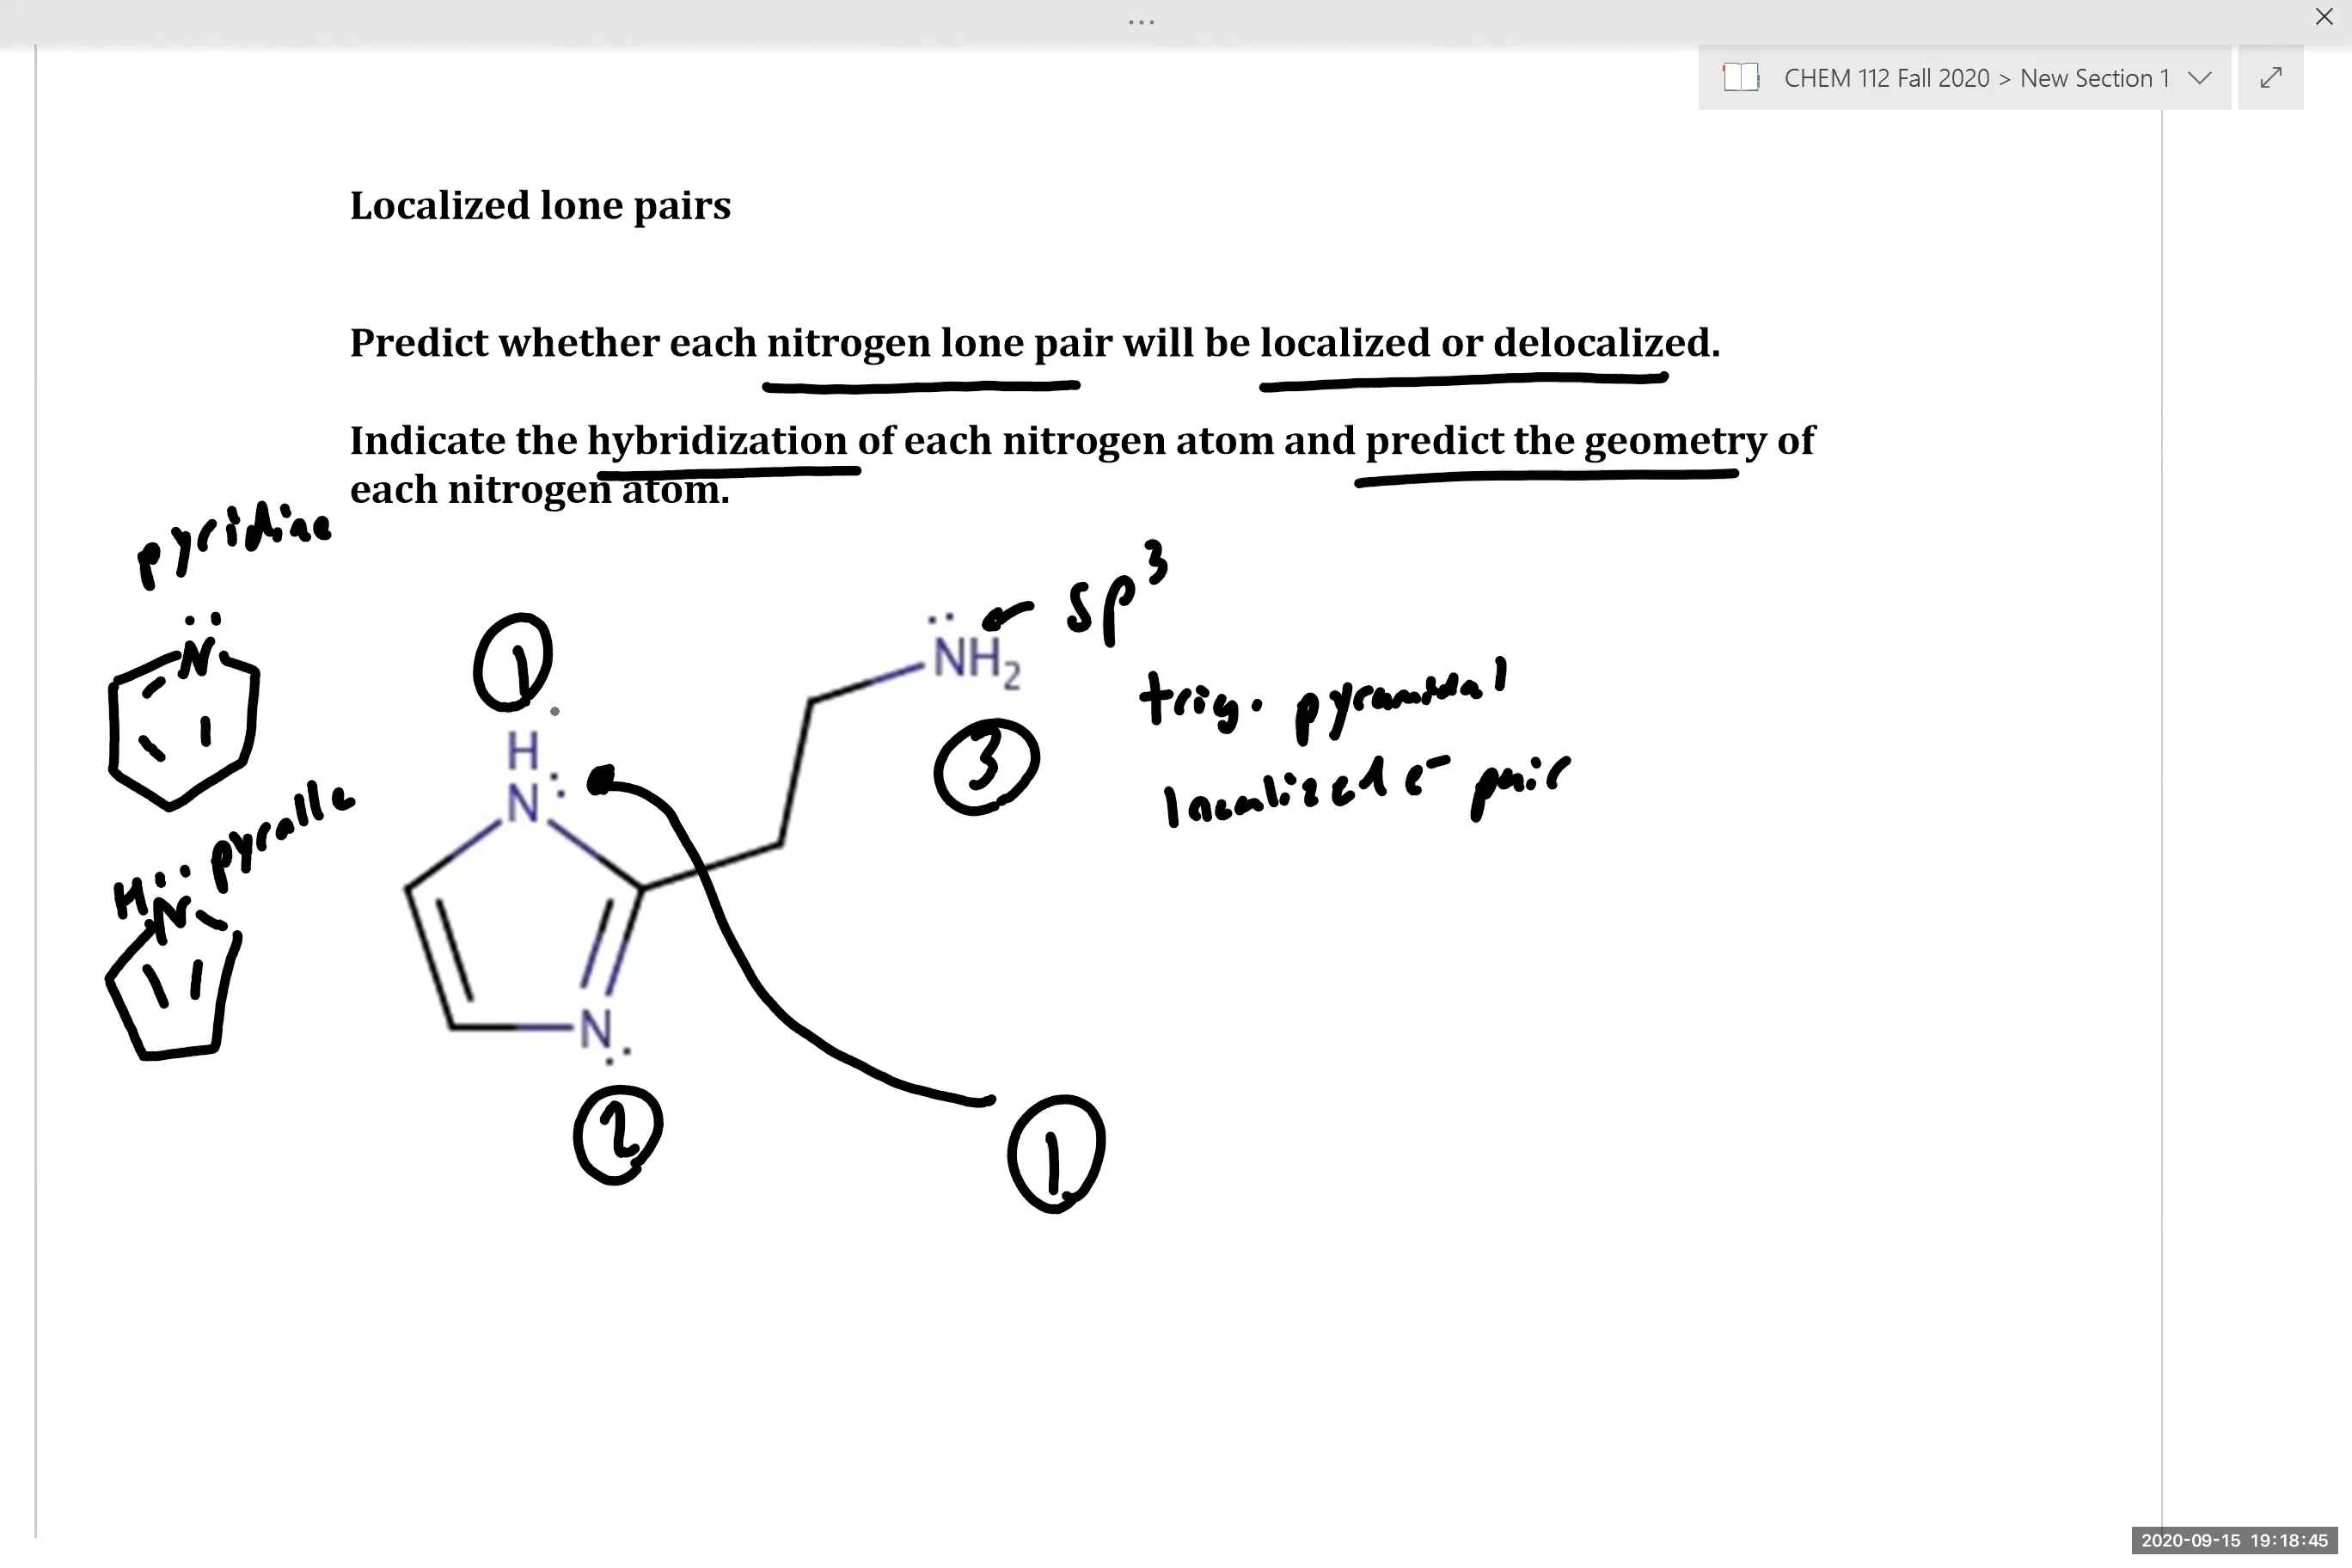 ...
CHEM 112 Fall 2020 > New Section 1
Localized lone pairs
Predict whether each nitrogen lone pair will be localized or delocalized.
Indicate the hybridization of each nitrogen atom and predict the geometry of
each nitrogen atom.
pyridine
N
sp³
1
NH₂
trig. pyramidal
H
N
3
localized e⁻ pair
pyrolle
H
N
N
2
1
2020-09-15 19:18:45